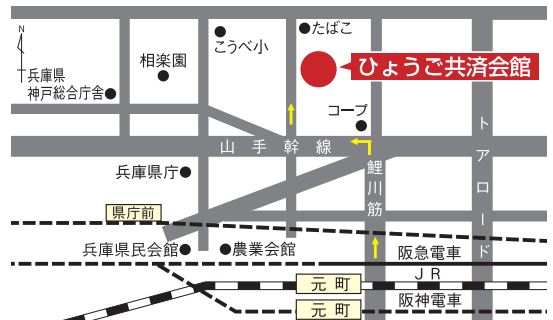 N
たばこ
こうべ小
相楽園
ひょうご共済会館
兵庫県
神戸総合庁舎
コープ
トアロード
山手幹線
兵庫県庁
鯉川筋
県庁前
兵庫県民会館
農業会館
阪急電車
JR
元町
阪神電車
元町